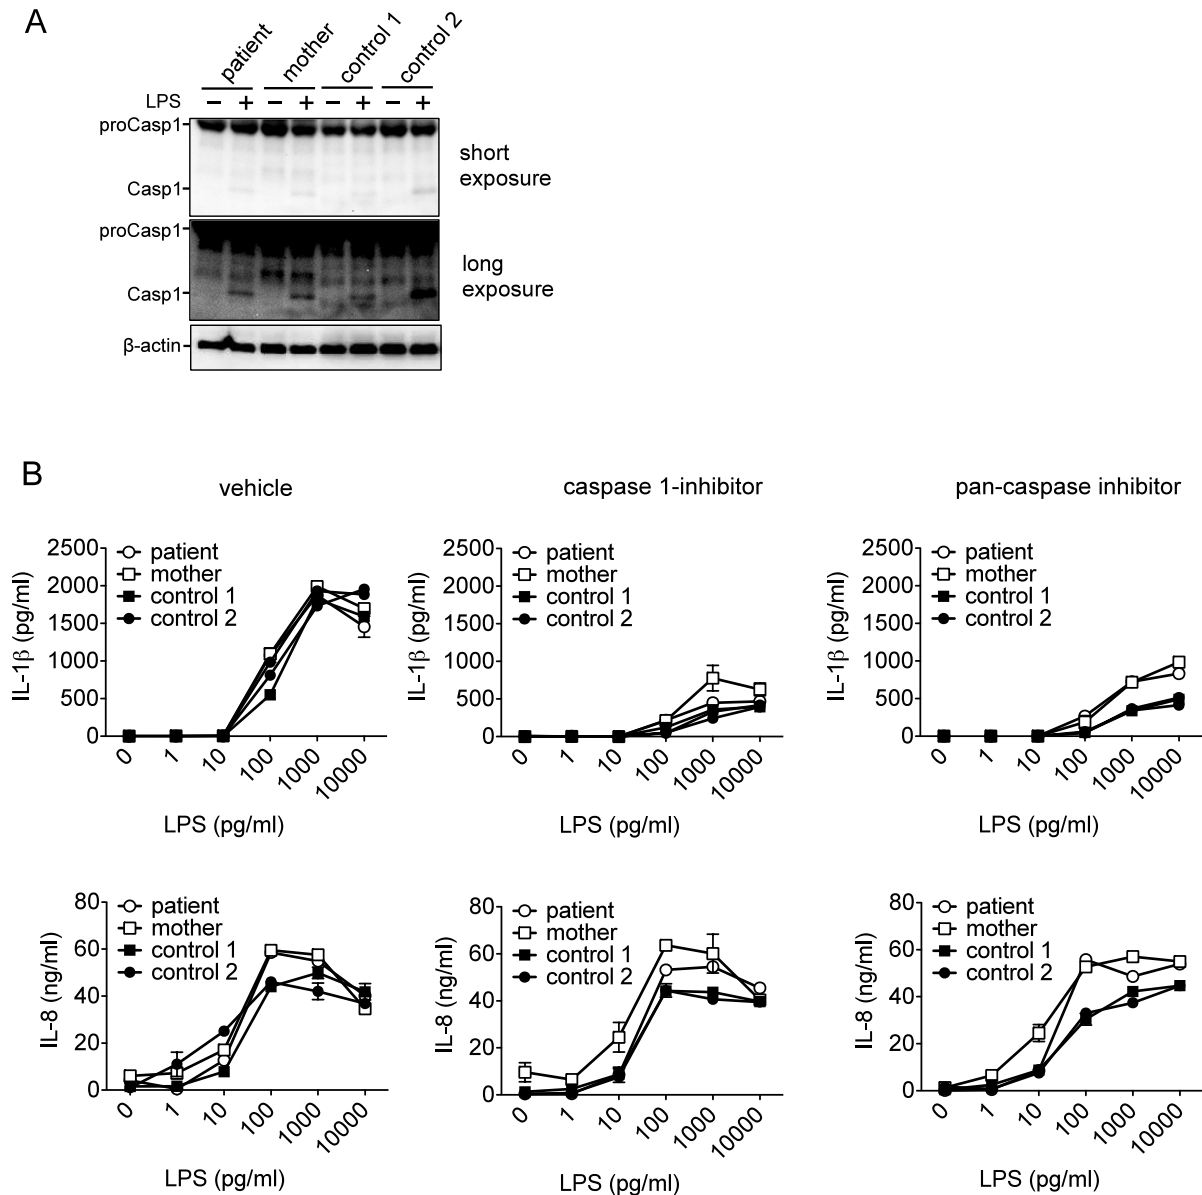 A
patient mother control 1 control 2
LPS − + − + − + − +
proCasp1
Casp1
short
exposure
proCasp1
Casp1
long
exposure
β-actin
B
vehicle
caspase 1-inhibitor
pan-caspase inhibitor
IL-1β (pg/ml)
2500
2000
1500
1000
500
0
patient
mother
control 1
control 2
0 1 10 100 1000 10000
LPS (pg/ml)
IL-1β (pg/ml)
2500
2000
1500
1000
500
0
patient
mother
control 1
control 2
0 1 10 100 1000 10000
LPS (pg/ml)
IL-1β (pg/ml)
2500
2000
1500
1000
500
0
patient
mother
control 1
control 2
0 1 10 100 1000 10000
LPS (pg/ml)
IL-8 (ng/ml)
80
60
40
20
0
patient
mother
control 1
control 2
0 1 10 100 1000 10000
LPS (pg/ml)
IL-8 (ng/ml)
80
60
40
20
0
patient
mother
control 1
control 2
0 1 10 100 1000 10000
LPS (pg/ml)
IL-8 (ng/ml)
80
60
40
20
0
patient
mother
control 1
control 2
0 1 10 100 1000 10000
LPS (pg/ml)